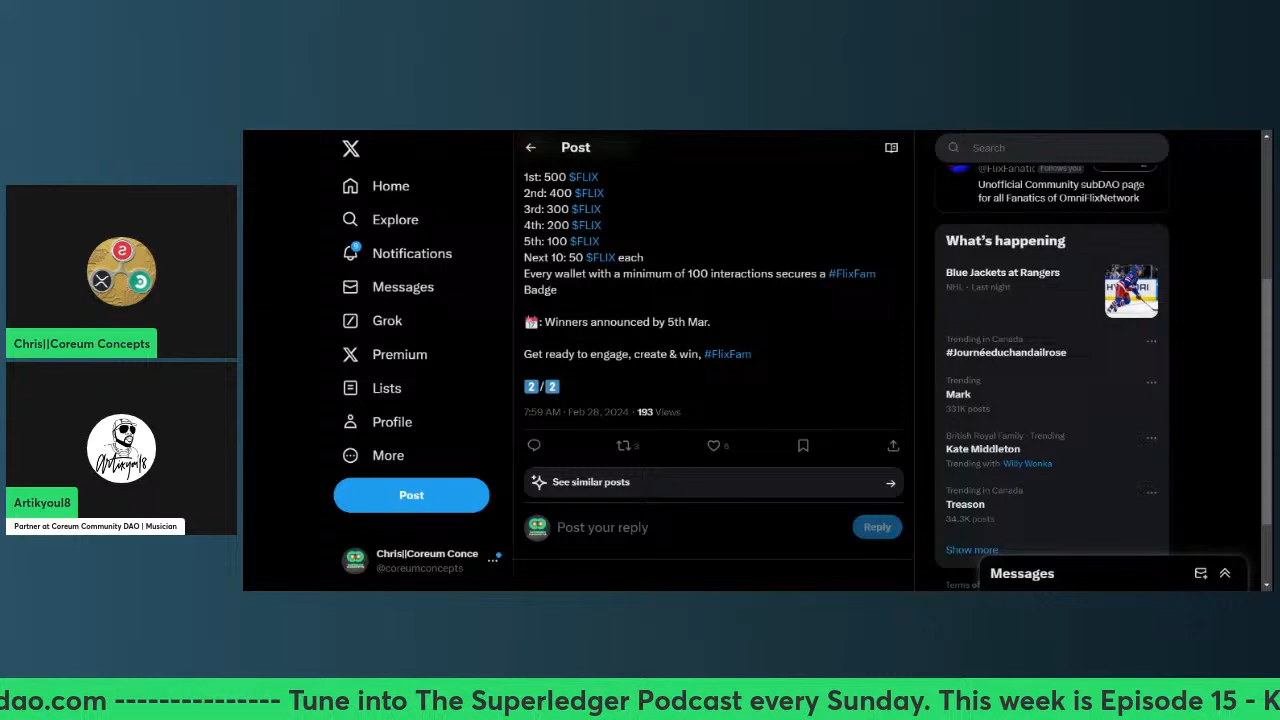 Chris||Coreum Concepts
Artikyoul8
Partner at Coreum Community DAO | Musician
Home
Explore
Notifications
Messages
Grok
Premium
Lists
Profile
More
Post
Chris||Coreum Conce
@coreumconcepts
Post
1st: 500 $FLIX
2nd: 400 $FLIX
3rd: 300 $FLIX
4th: 200 $FLIX
5th: 100 $FLIX
Next 10: 50 $FLIX each
Every wallet with a minimum of 100 interactions secures a #FlixFam
Badge
: Winners announced by 5th Mar.
Get ready to engage, create & win, #FlixFam
2/2
7:59 AM · Feb 28, 2024 · 193 Views
3
6
See similar posts
Post your reply
Reply
Search
@FlixFanatic Follows you
Unofficial Community subDAO page
for all Fanatics of OmniFlixNetwork
What's happening
Blue Jackets at Rangers
NHL · Last night
Trending in Canada
#Journéeduchandailrose
Trending
Mark
331K posts
British Royal Family · Trending
Kate Middleton
Trending with Willy Wonka
Trending in Canada
Treason
34.3K posts
Show more
Terms of
Messages
dao.com --------------- Tune into The Superledger Podcast every Sunday. This week is Episode 15 - K